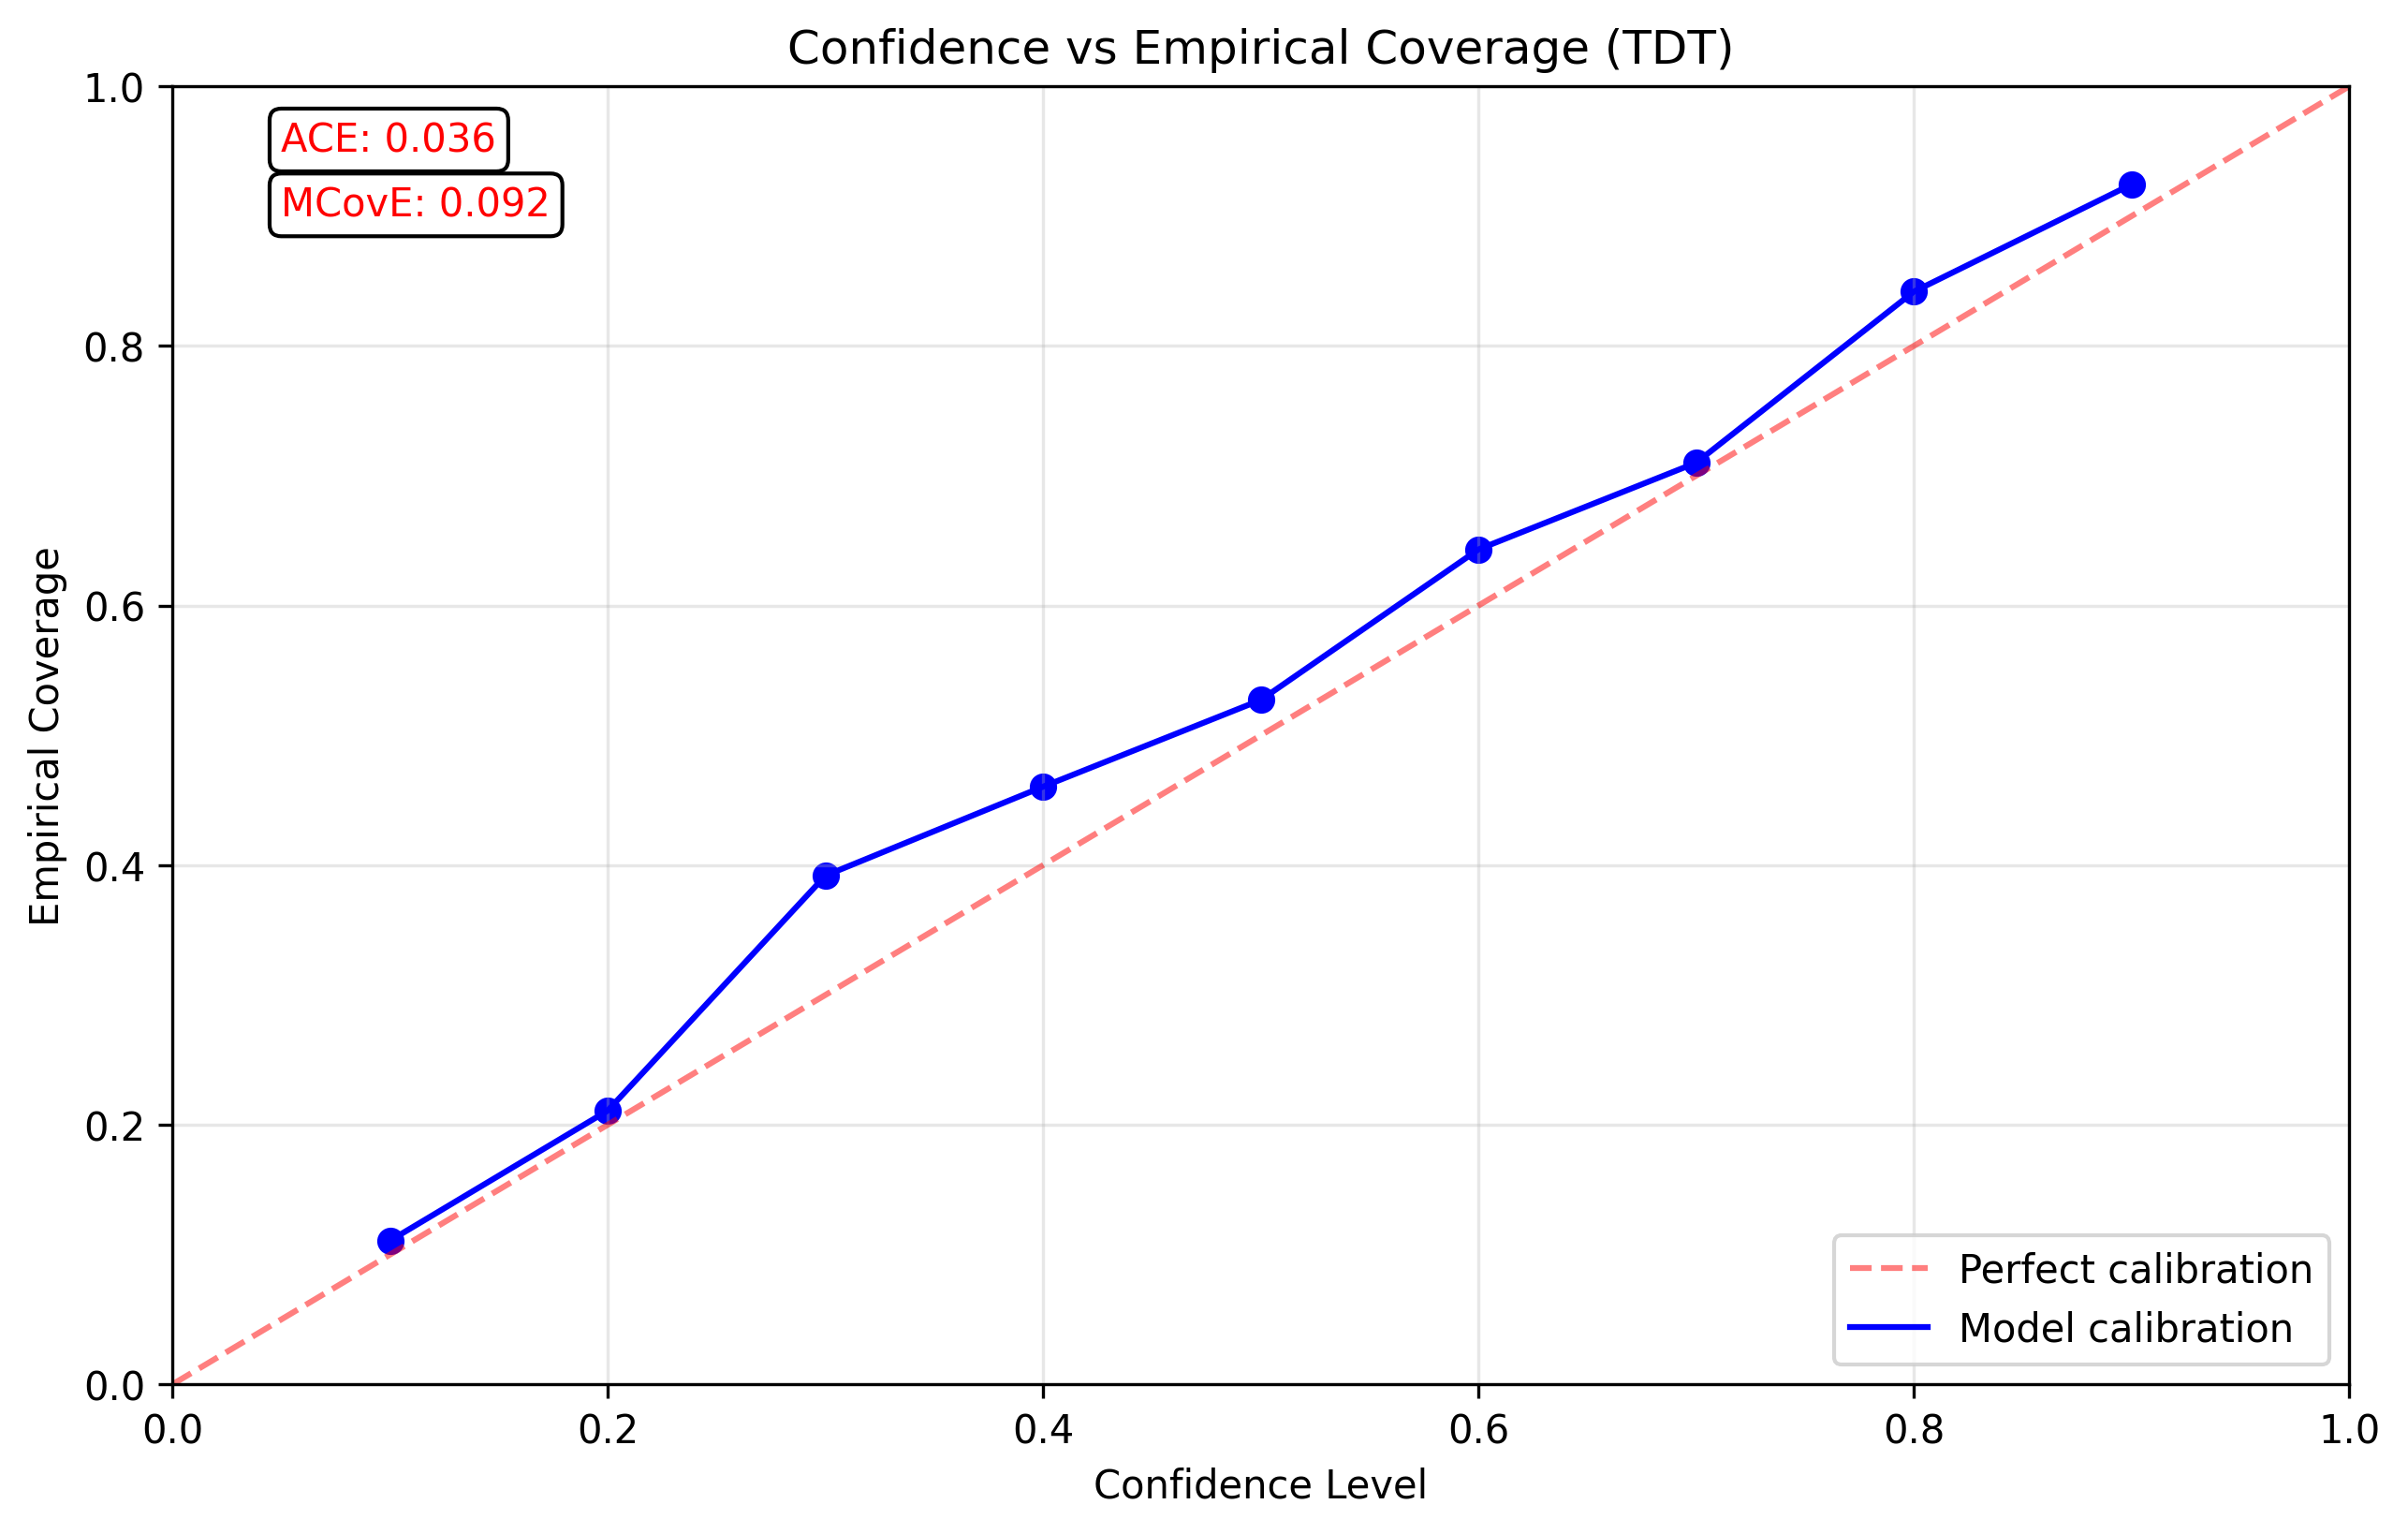 Confidence vs Empirical Coverage (TDT)
ACE: 0.036
MCovE: 0.092
1.0
0.8
0.6
0.4
0.2
0.0
Empirical Coverage
0.0 0.2 0.4 0.6 0.8 1.0
Confidence Level
Perfect calibration
Model calibration